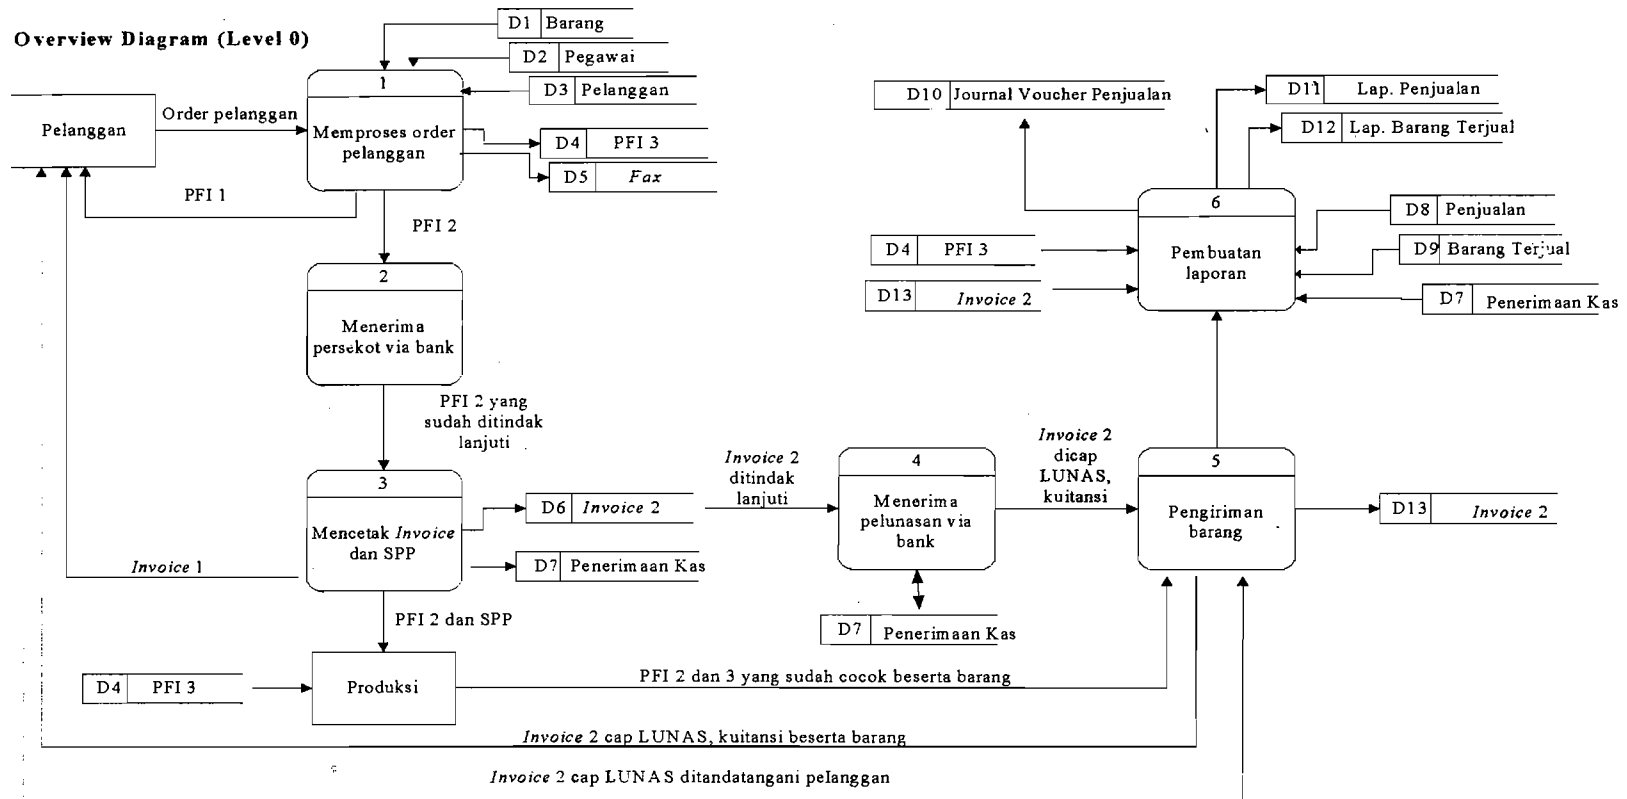 Overview Diagram (Level 0)
D1 Barang
D2 Pegawai
D3 Pelanggan
Pelanggan
Order pelanggan
1
Memproses order
pelanggan
D4 PFI 3
D5 Fax
PFI 1
PFI 2
2
Menerima
persekot via bank
PFI 2 yang
sudah ditindak
lanjuti
3
Mencetak Invoice
dan SPP
D6 Invoice 2
D7 Penerimaan Kas
Invoice 1
PFI 2 dan SPP
D4 PFI 3
Produksi
Invoice 2
ditindak
lanjuti
4
Menerima
pelunasan via
bank
D7 Penerimaan Kas
Invoice 2
dicap
LUNAS,
kuitansi
5
Pengiriman
barang
D13 Invoice 2
PFI 2 dan 3 yang sudah cocok beserta barang
Invoice 2 cap LUNAS, kuitansi beserta barang
Invoice 2 cap LUNAS ditandatangani pelanggan
D10 Journal Voucher Penjualan
D11 Lap. Penjualan
D12 Lap. Barang Terjual
6
Pembuatan
laporan
D4 PFI 3
D13 Invoice 2
D8 Penjualan
D9 Barang Terjual
D7 Penerimaan Kas